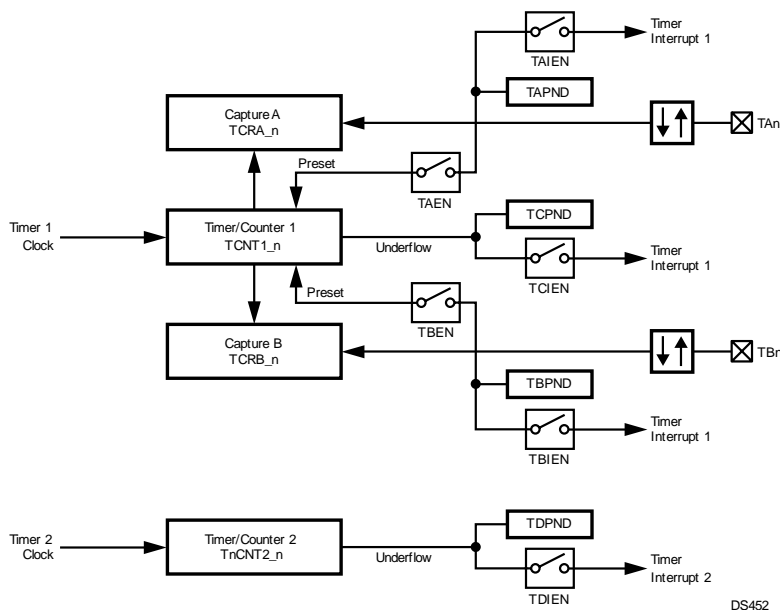 Timer
Interrupt 1
TAIEN
TAPND
Capture A
TCRA_n
TAn
Preset
TAEN
Timer 1
Clock
Timer/Counter 1
TCNT1_n
Underflow
TCPND
Timer
Interrupt 1
TCIEN
Preset
TBEN
Capture B
TCRB_n
TBn
TBPND
Timer
Interrupt 1
TBIEN
Timer 2
Clock
Timer/Counter 2
TnCNT2_n
Underflow
TDPND
Timer
Interrupt 2
TDIEN
DS452